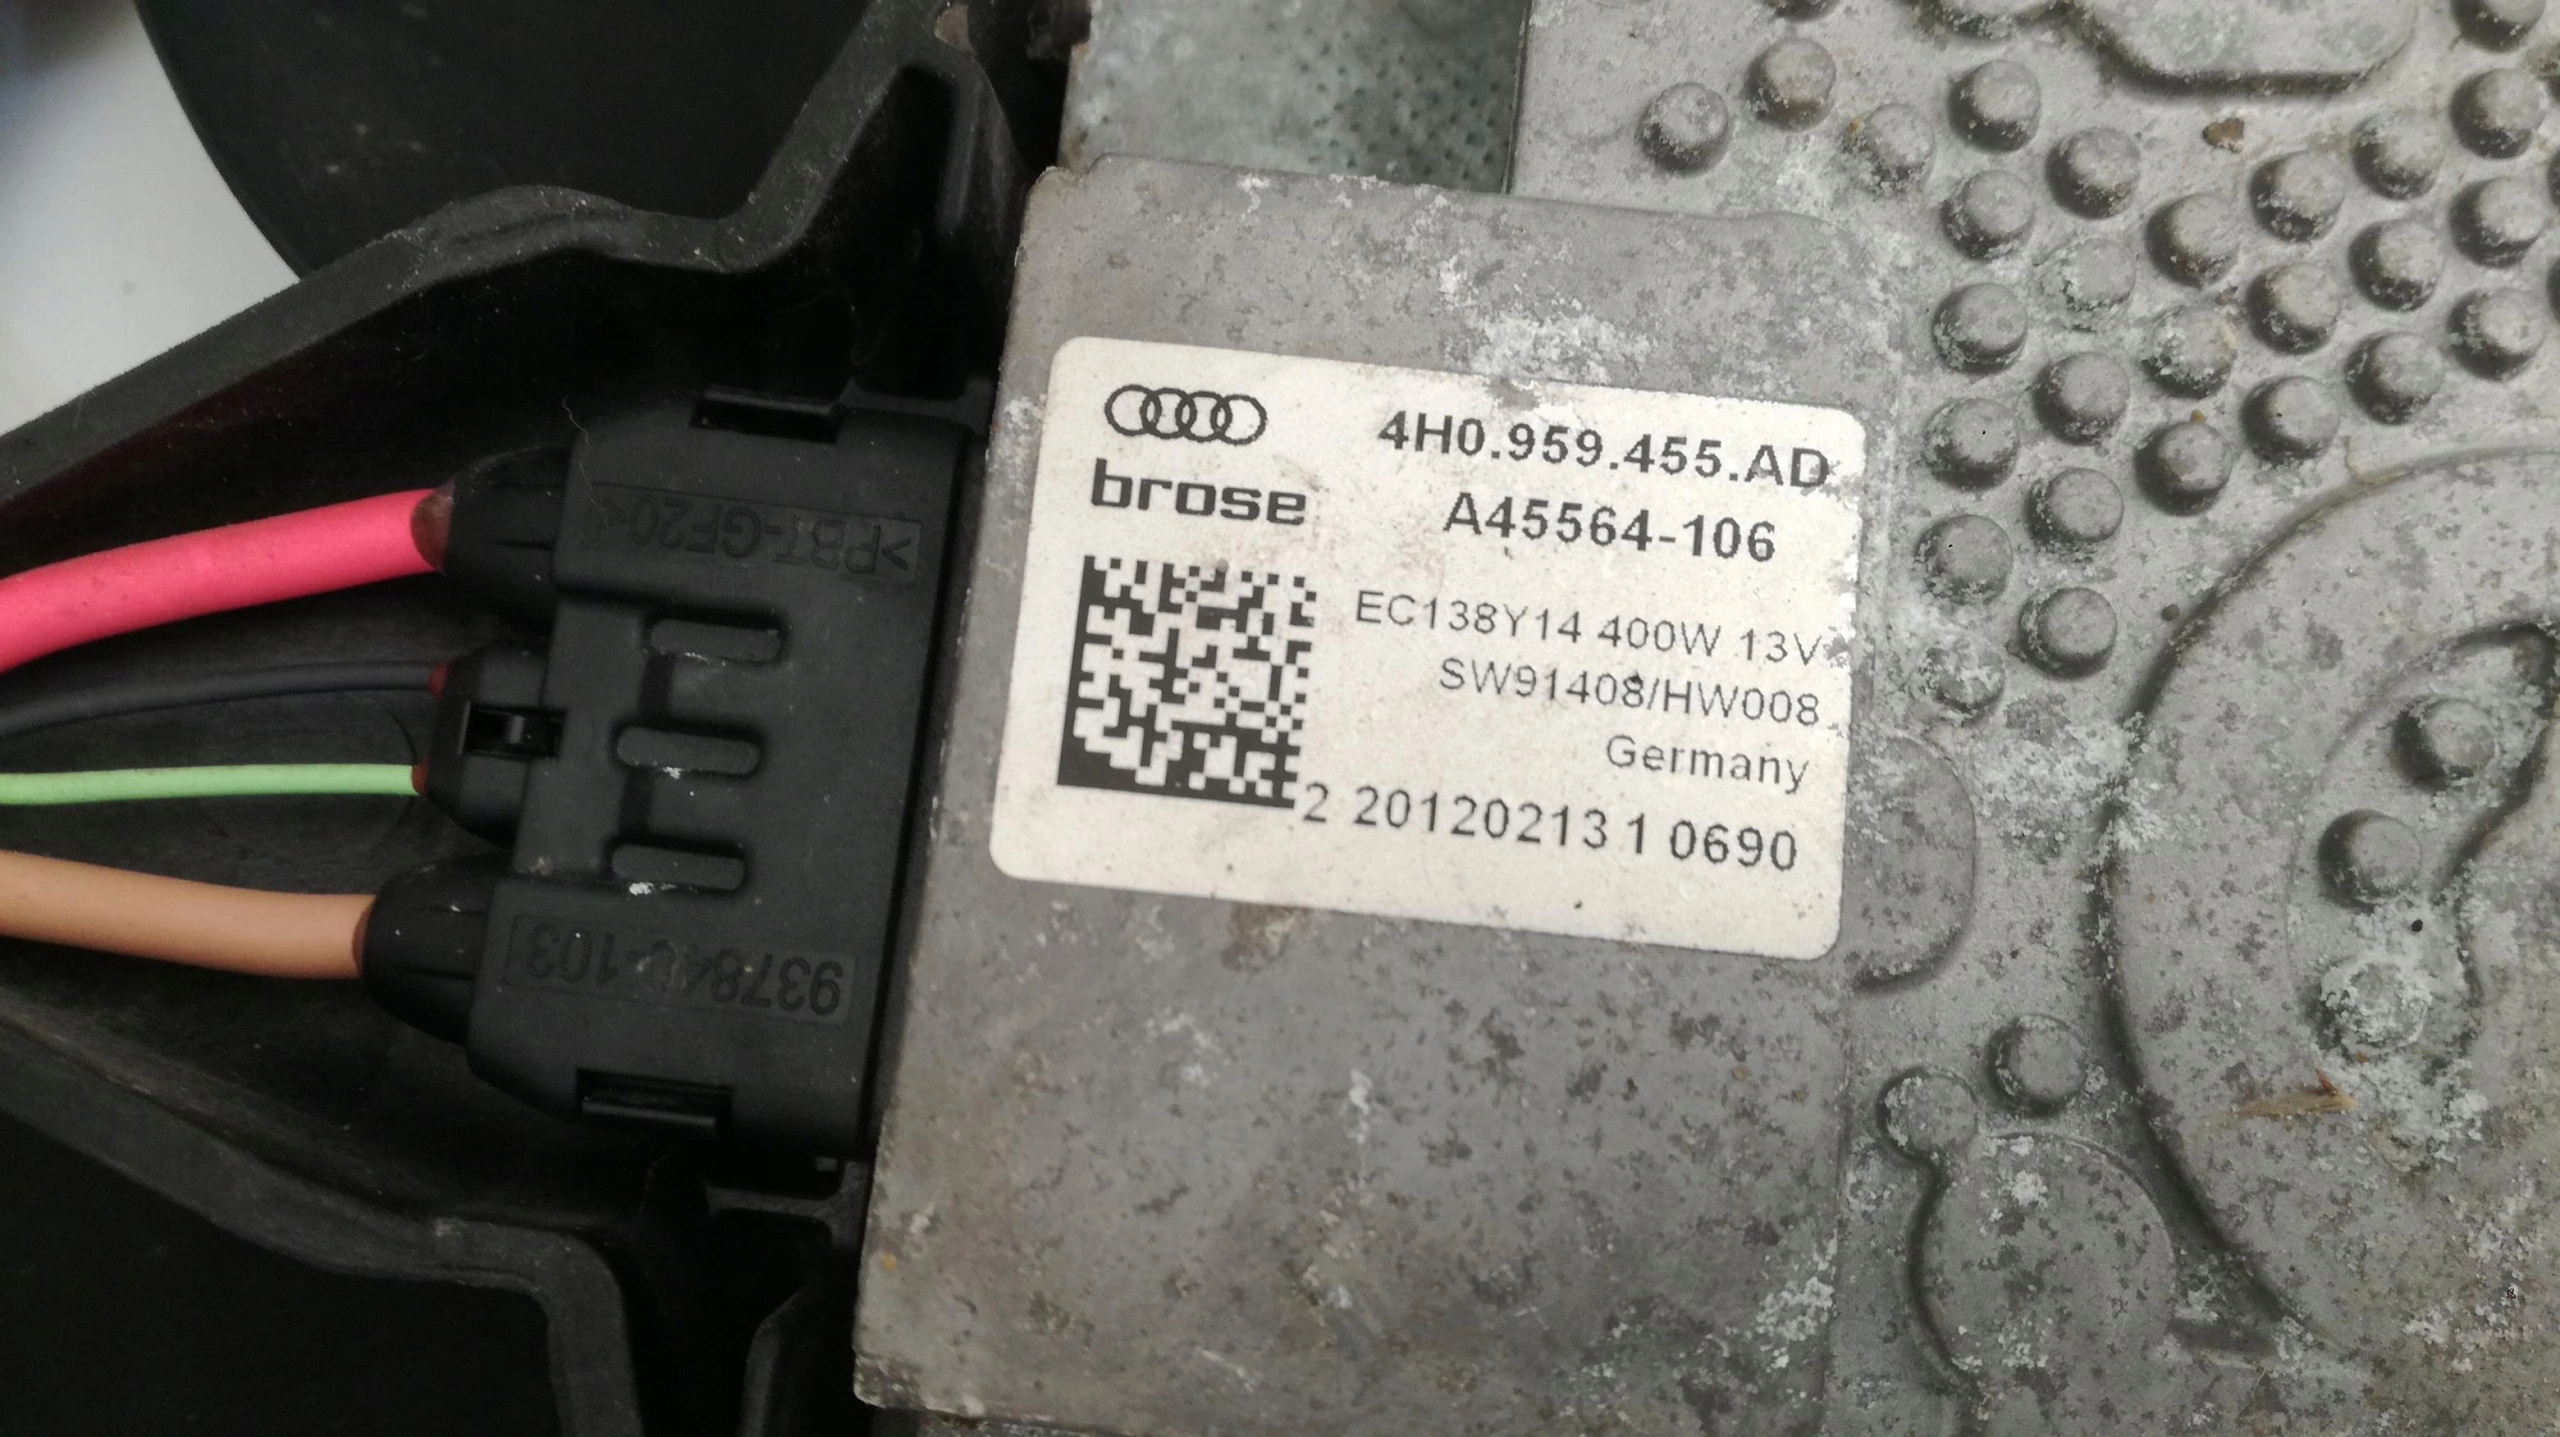 4H0.959.455.AD
brose
A45564-106
EC138Y14 400W 13V
SW91408/HW008
Germany
2 20120213 1 0690
>PBT-GF20<
937840-103